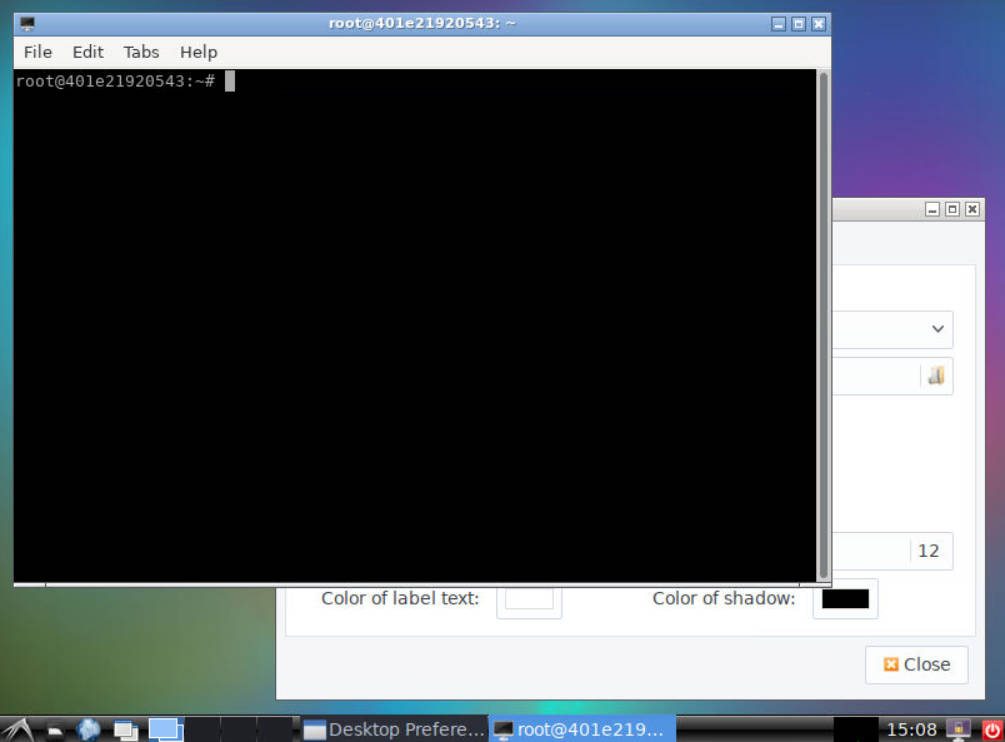 root@401e21920543: ~
File Edit Tabs Help
root@401e21920543:~#
12
Color of label text: Color of shadow:
Close
Desktop Prefere... root@401e219... 15:08